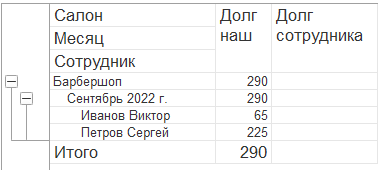 Салон Долг наш Долг сотрудника
Месяц
Сотрудник
Барбершоп 290
Сентябрь 2022 г. 290
Иванов Виктор 65
Петров Сергей 225
Итого 290